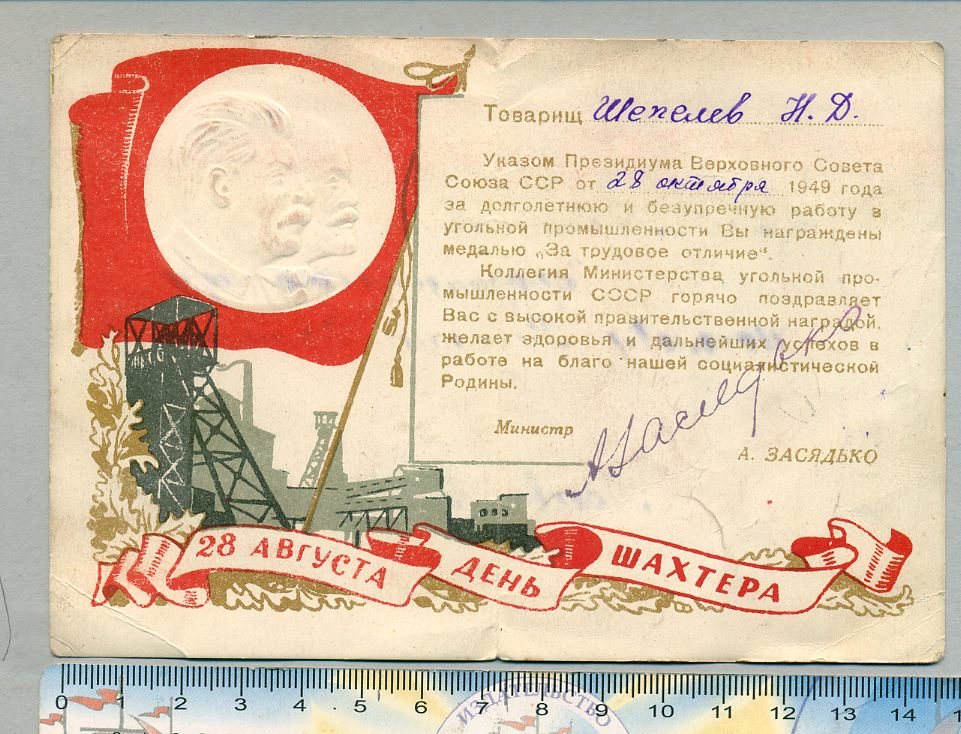 Товарищ Шепелев Н. Д.
Указом Президиума Верховного Совета
Союза ССР от 28 октября 1949 года
за долголетнюю и безупречную работу в
угольной промышленности Вы награждены
медалью „За трудовое отличие“.
Коллегия Министерства угольной про-
мышленности СССР горячо поздравляет
Вас с высокой правительственной наградой,
желает здоровья и дальнейших успехов в
работе на благо нашей социалистической
Родины.
Министр
А Засядько
А. ЗАСЯДЬКО
28 АВГУСТА ДЕНЬ ШАХТЕРА
0 1 2 3 4 5 6 7 8 9 10 11 12 13 14
ИЗДАТЕЛЬСТВО